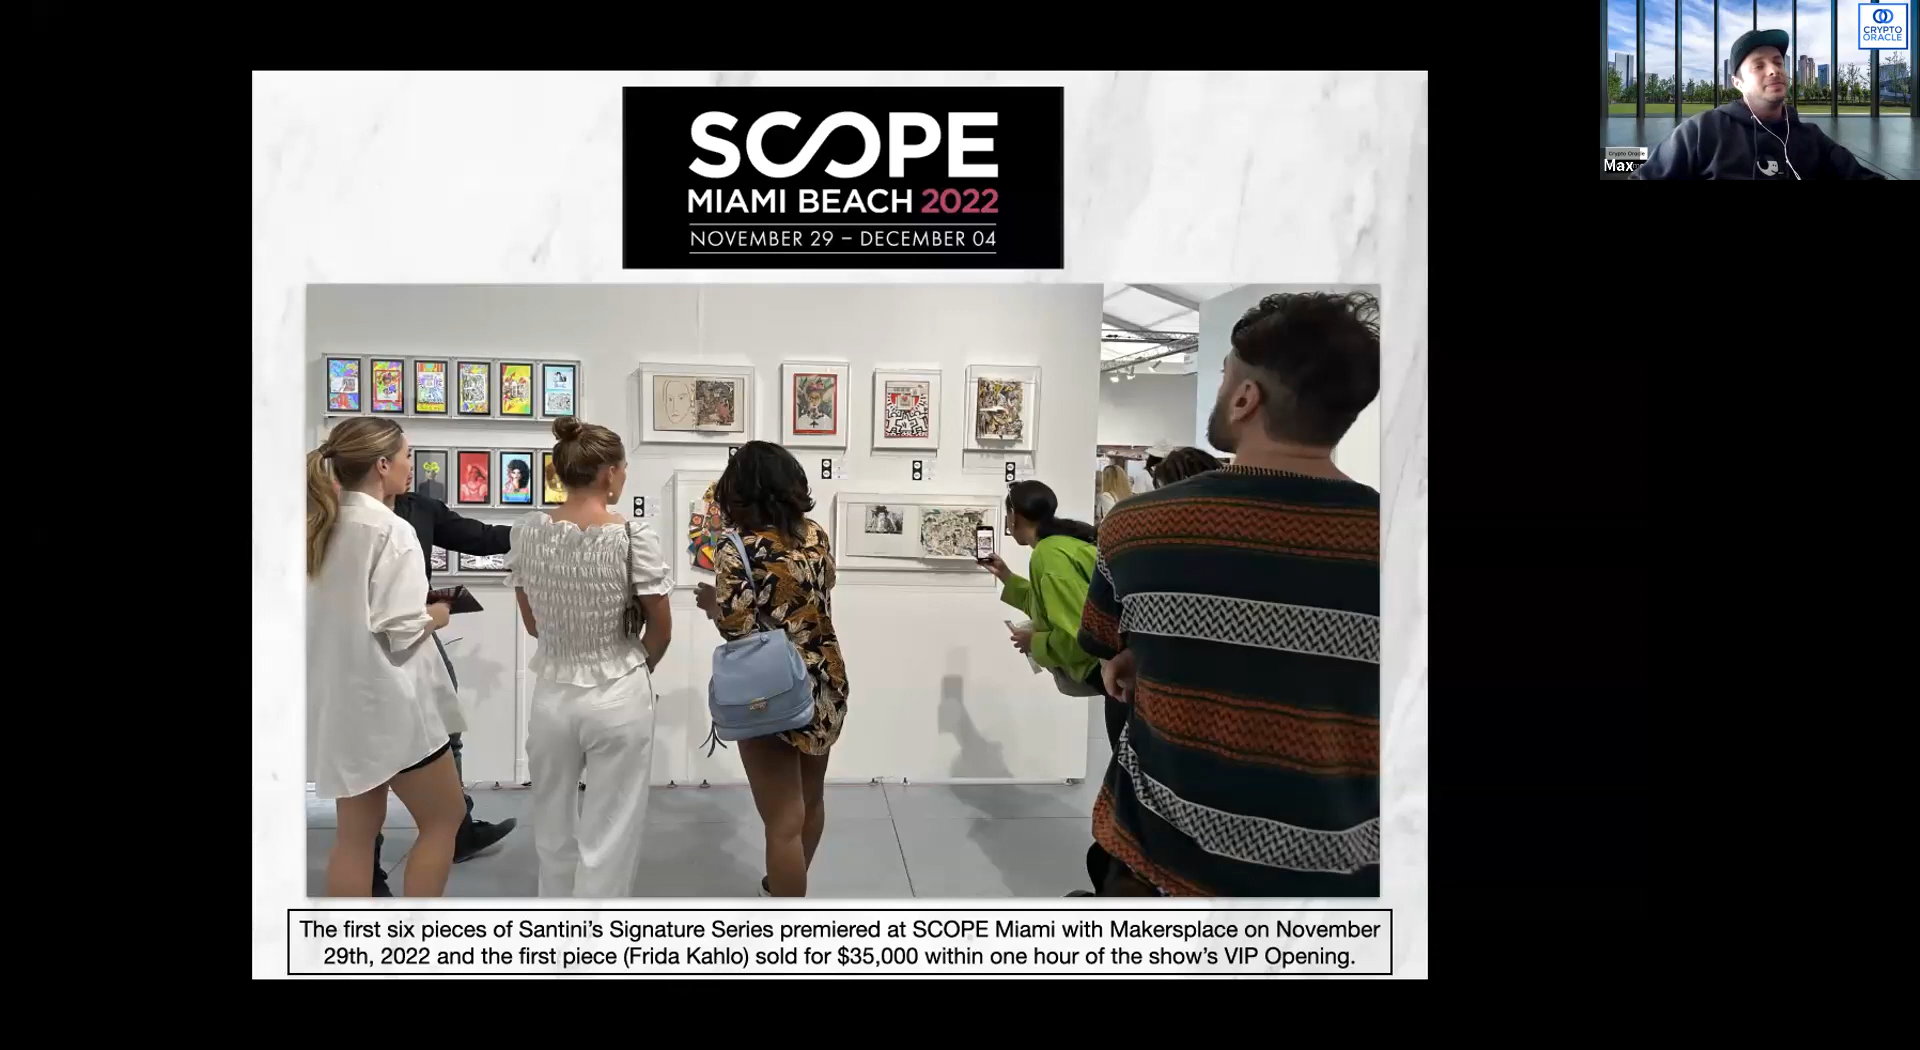 SCOPE
MIAMI BEACH 2022
NOVEMBER 29 – DECEMBER 04
CRYPTO
ORACLE
Crypto Oracle
Max
The first six pieces of Santini’s Signature Series premiered at SCOPE Miami with Makersplace on November
29th, 2022 and the first piece (Frida Kahlo) sold for $35,000 within one hour of the show’s VIP Opening.